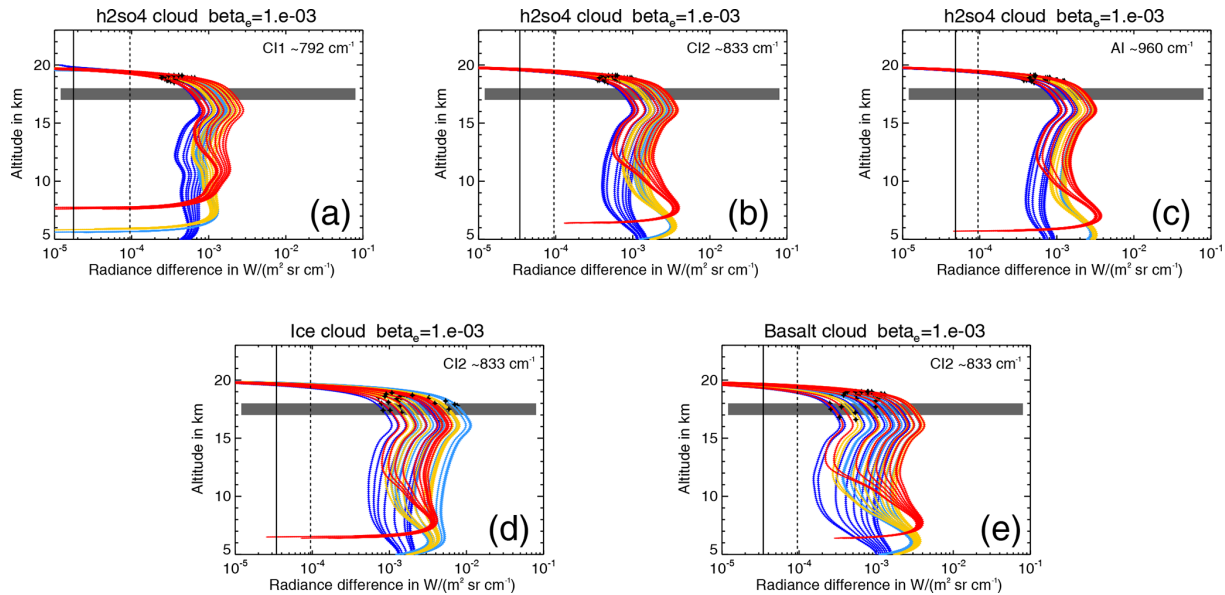 h2so4 cloud beta_e=1.e-03
CI1 ~792 cm⁻¹
Altitude in km
20
15
10
5
(a)
10⁻⁵ 10⁻⁴ 10⁻³ 10⁻² 10⁻¹
Radiance difference in W/(m² sr cm⁻¹)
h2so4 cloud beta_e=1.e-03
CI2 ~833 cm⁻¹
Altitude in km
20
15
10
5
(b)
10⁻⁵ 10⁻⁴ 10⁻³ 10⁻² 10⁻¹
Radiance difference in W/(m² sr cm⁻¹)
h2so4 cloud beta_e=1.e-03
AI ~960 cm⁻¹
Altitude in km
20
15
10
5
(c)
10⁻⁵ 10⁻⁴ 10⁻³ 10⁻² 10⁻¹
Radiance difference in W/(m² sr cm⁻¹)
Ice cloud beta_e=1.e-03
CI2 ~833 cm⁻¹
Altitude in km
20
15
10
5
(d)
10⁻⁵ 10⁻⁴ 10⁻³ 10⁻² 10⁻¹
Radiance difference in W/(m² sr cm⁻¹)
Basalt cloud beta_e=1.e-03
CI2 ~833 cm⁻¹
Altitude in km
20
15
10
5
(e)
10⁻⁵ 10⁻⁴ 10⁻³ 10⁻² 10⁻¹
Radiance difference in W/(m² sr cm⁻¹)